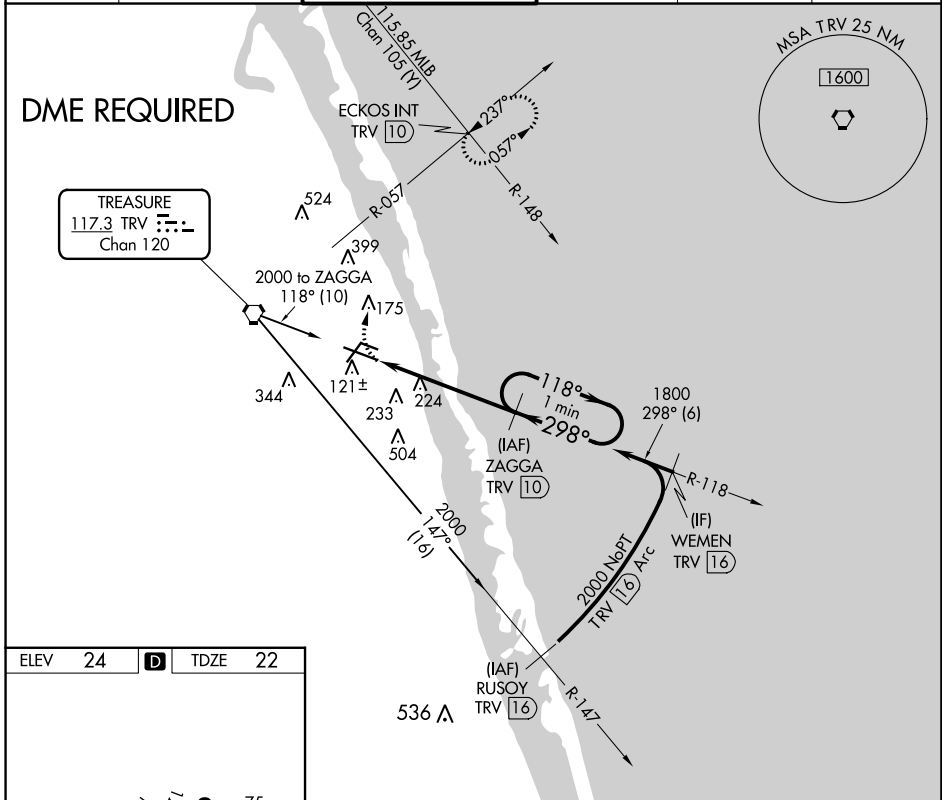 115.85 MLB
Chan 105 (Y)
MSA TRV 25 NM
1600
DME REQUIRED
ECKOS INT
TRV 10
237°
057°
R-057
R-148
TREASURE
117.3 TRV
Chan 120
524
399
2000 to ZAGGA
118° (10)
175
344
121±
233
224
504
118°
1 min
298°
(IAF)
ZAGGA
TRV 10
1800
298° (6)
R-118
(IF)
WEMEN
TRV 16
2000
147°
(16)
2000 NoPT
TRV 16 Arc
(IAF)
RUSOY
TRV 16
R-147
536
ELEV 24 D TDZE 22